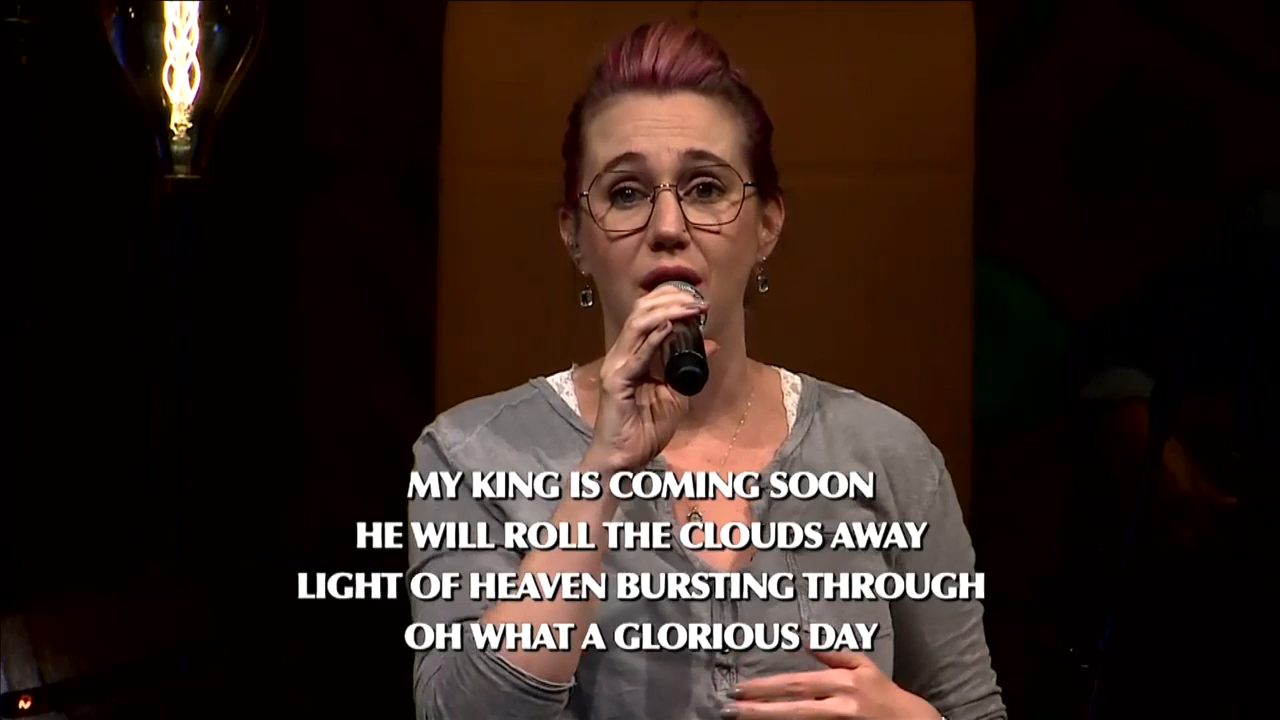 MY KING IS COMING SOON
HE WILL ROLL THE CLOUDS AWAY
LIGHT OF HEAVEN BURSTING THROUGH
OH WHAT A GLORIOUS DAY